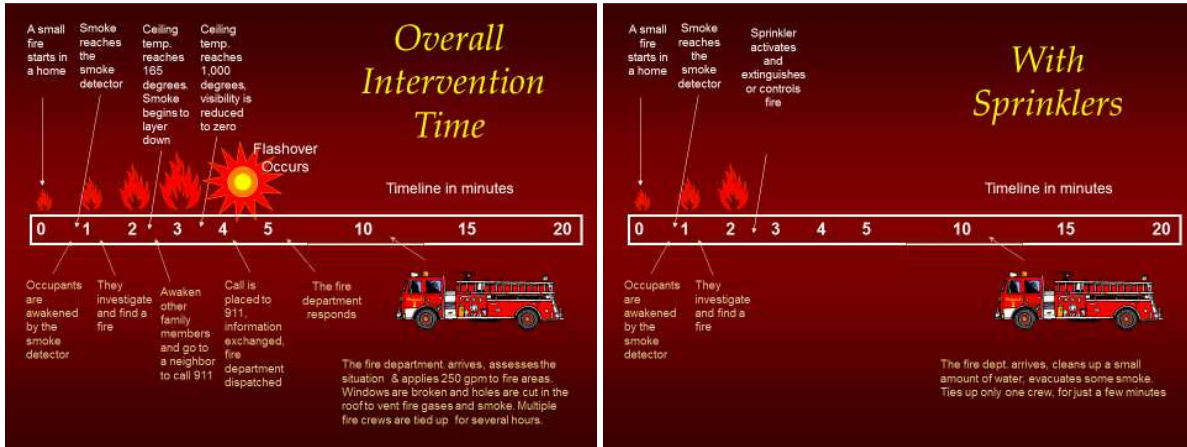 A small
fire
starts in
a home
Smoke
reaches
the
smoke
detector
Ceiling
temp.
reaches
165
degrees.
Smoke
begins to
layer
down
Ceiling
temp.
reaches
1,000
degrees,
visibility is
reduced
to zero
Overall
Intervention
Time
Flashover
Occurs
Timeline in minutes
0 1 2 3 4 5 10 15 20
Occupants
are
awakened
by the
smoke
detector
They
investigate
and find a
fire
Awaken
other
family
members
and go to
a neighbor
to call 911
Call is
placed to
911,
information
exchanged,
fire
department
dispatched
The fire
department
responds
The fire department. arrives, assesses the
situation & applies 250 gpm to fire areas.
Windows are broken and holes are cut in the
roof to vent fire gases and smoke. Multiple
fire crews are tied up for several hours.
A small
fire
starts in
a home
Smoke
reaches
the
smoke
detector
Sprinkler
activates
and
extinguishes
or controls
fire
With
Sprinklers
Timeline in minutes
0 1 2 3 4 5 10 15 20
Occupants
are
awakened
by the
smoke
detector
They
investigate
and find a
fire
The fire dept. arrives, cleans up a small
amount of water, evacuates some smoke.
Ties up only one crew, for just a few minutes